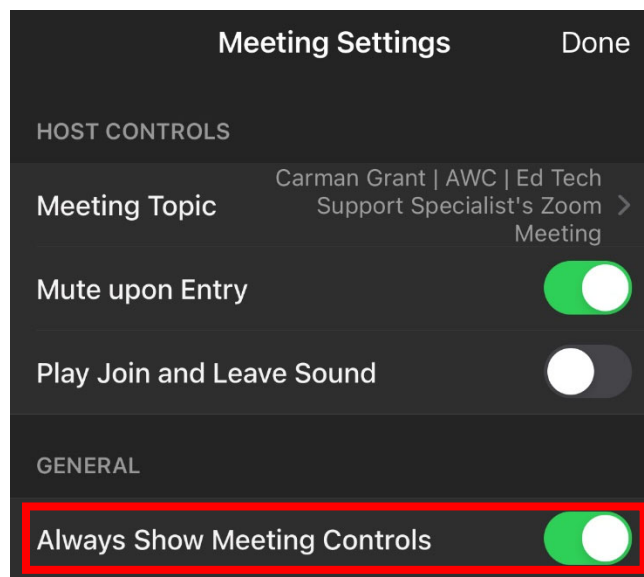 Meeting Settings Done
HOST CONTROLS
Meeting Topic
Carman Grant | AWC | Ed Tech
Support Specialist's Zoom
Meeting
Mute upon Entry
Play Join and Leave Sound
GENERAL
Always Show Meeting Controls